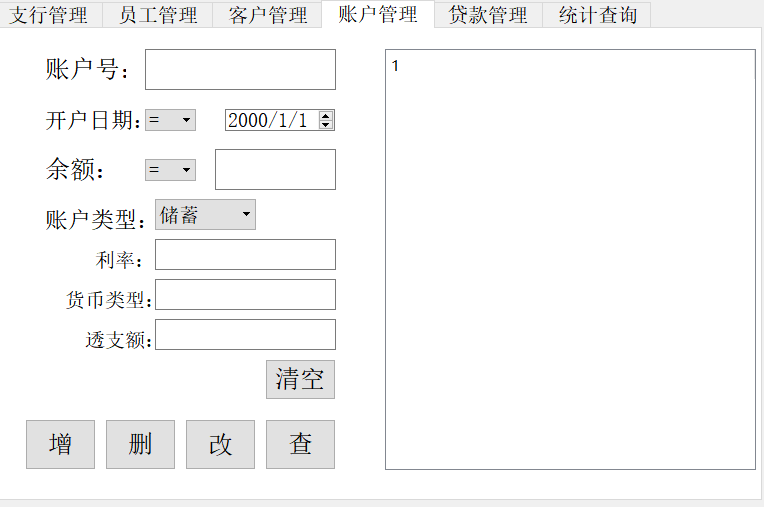 支行管理 员工管理 客户管理 账户管理 贷款管理 统计查询
账户号:
开户日期: = 2000/1/1
余额: =
账户类型: 储蓄
利率:
货币类型:
透支额:
清空
增 删 改 查
1